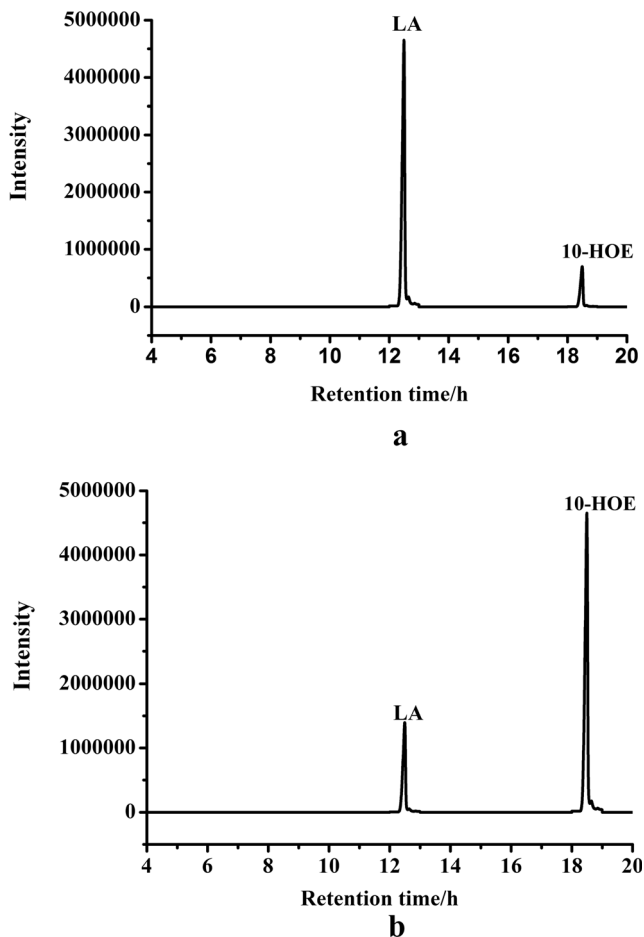 5000000
LA
4000000
3000000
Intensity
2000000
1000000
10-HOE
0
4 6 8 10 12 14 16 18 20
Retention time/h
a
5000000
10-HOE
4000000
3000000
Intensity
2000000
LA
1000000
0
4 6 8 10 12 14 16 18 20
Retention time/h
b